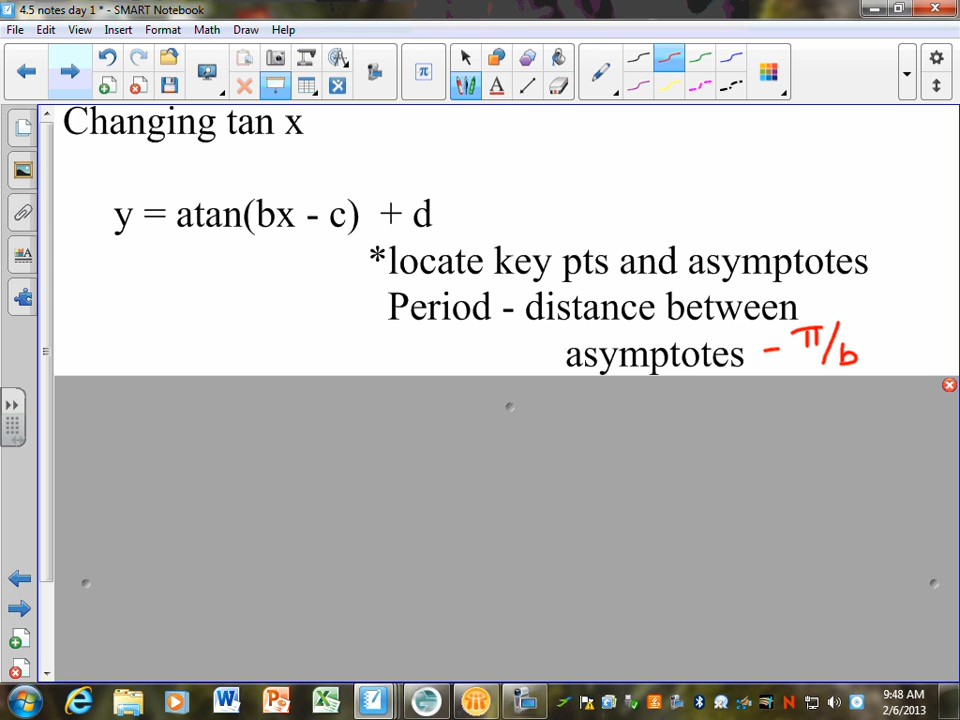 4.5 notes day 1 * - SMART Notebook
File Edit View Insert Format Math Draw Help
Changing tan x
y = atan(bx - c) + d
*locate key pts and asymptotes
Period - distance between
asymptotes - π/b
9:48 AM
2/6/2013